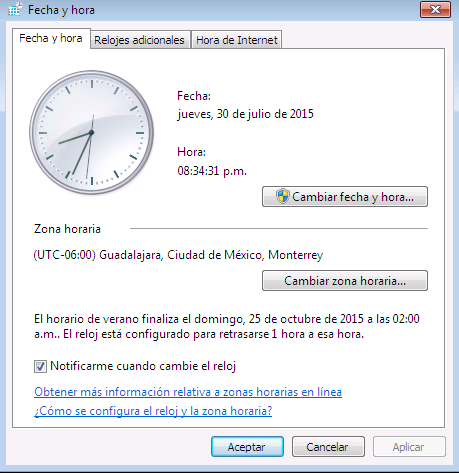 Fecha y hora
Fecha y hora
Relojes adicionales
Hora de Internet
Fecha:
jueves, 30 de julio de 2015
Hora:
08:34:31 p.m.
Cambiar fecha y hora...
Zona horaria
(UTC-06:00) Guadalajara, Ciudad de México, Monterrey
Cambiar zona horaria...
El horario de verano finaliza el domingo, 25 de octubre de 2015 a las 02:00
a.m.. El reloj está configurado para retrasarse 1 hora a esa hora.
Notificarme cuando cambie el reloj
Obtener más información relativa a zonas horarias en línea
¿Cómo se configura el reloj y la zona horaria?
Aceptar
Cancelar
Aplicar